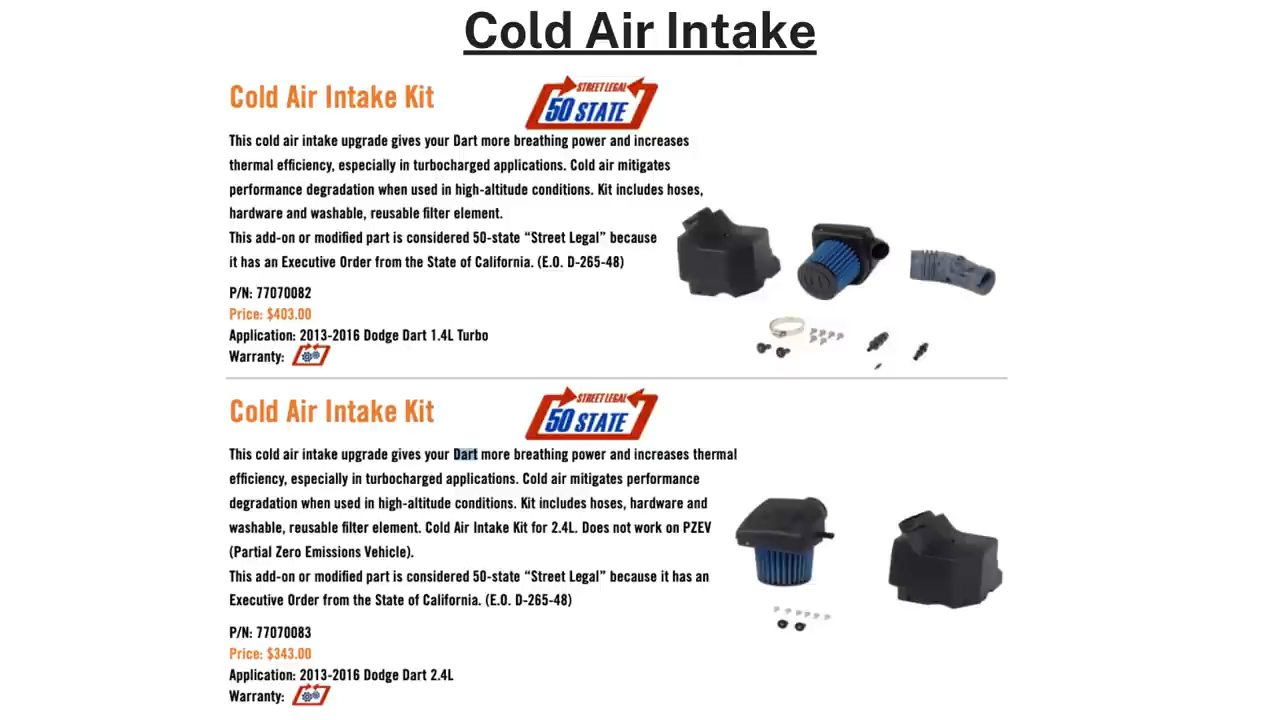 Cold Air Intake
Cold Air Intake Kit
STREET LEGAL
50 STATE
This cold air intake upgrade gives your Dart more breathing power and increases
thermal efficiency, especially in turbocharged applications. Cold air mitigates
performance degradation when used in high-altitude conditions. Kit includes hoses,
hardware and washable, reusable filter element.
This add-on or modified part is considered 50-state “Street Legal” because
it has an Executive Order from the State of California. (E.O. D-265-48)
P/N: 77070082
Price: $403.00
Application: 2013-2016 Dodge Dart 1.4L Turbo
Warranty:
Cold Air Intake Kit
STREET LEGAL
50 STATE
This cold air intake upgrade gives your Dart more breathing power and increases thermal
efficiency, especially in turbocharged applications. Cold air mitigates performance
degradation when used in high-altitude conditions. Kit includes hoses, hardware and
washable, reusable filter element. Cold Air Intake Kit for 2.4L. Does not work on PZEV
(Partial Zero Emissions Vehicle).
This add-on or modified part is considered 50-state “Street Legal” because it has an
Executive Order from the State of California. (E.O. D-265-48)
P/N: 77070083
Price: $343.00
Application: 2013-2016 Dodge Dart 2.4L
Warranty: